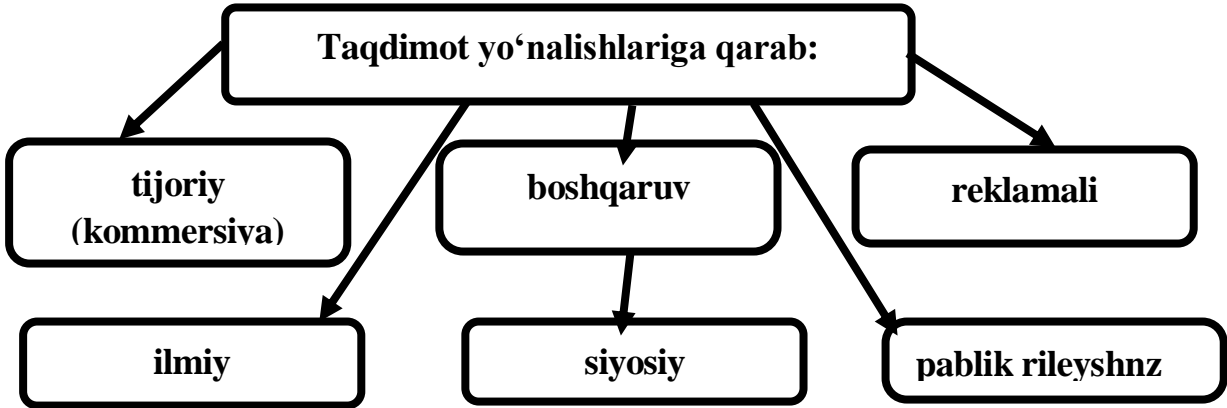 Taqdimot yo‘nalishlariga qarab:
tijoriy
(kommersiya)
boshqaruv
reklamali
ilmiy
siyosiy
pablik rileyshnz